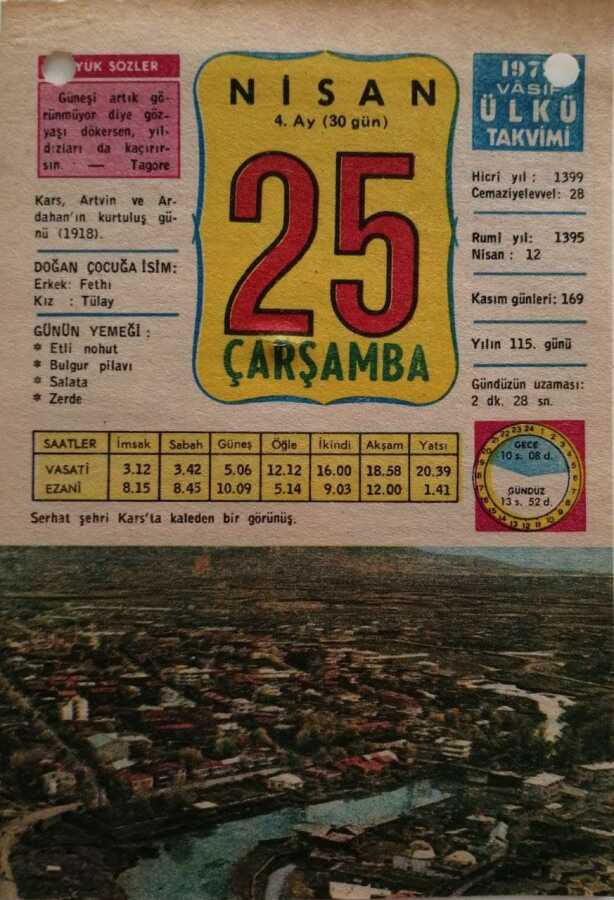 YÜK SÖZLER
Güneşi artık gö-
rünmüyor diye göz-
yaşı dökersen, yıl-
dızları da kaçırır-
sın. — Tagore
Kars, Artvin ve Ar-
dahan'ın kurtuluş gü-
nü (1918).
DOĞAN ÇOCUĞA İSİM:
Erkek: Fethi
Kız : Tülay
GÜNÜN YEMEĞİ :
* Etli nohut
* Bulgur pilavı
* Salata
* Zerde
NİSAN
4. Ay (30 gün)
25
ÇARŞAMBA
197
VASIF
ÜLKÜ
TAKVİMİ
Hicrî yıl : 1399
Cemaziyelevvel: 28
Rumî yıl: 1395
Nisan : 12
Kasım günleri: 169
Yılın 115. günü
Gündüzün uzaması:
2 dk. 28 sn.
SAATLER İmsak Sabah Güneş Öğle İkindi Akşam Yatsı
VASATİ 3.12 3.42 5.06 12.12 16.00 18.58 20.39
EZANİ 8.15 8.45 10.09 5.14 9.03 12.00 1.41
GECE
10 s. 08 d.
GÜNDÜZ
13 s. 52 d.
Serhat şehri Kars'ta kaleden bir görünüş.